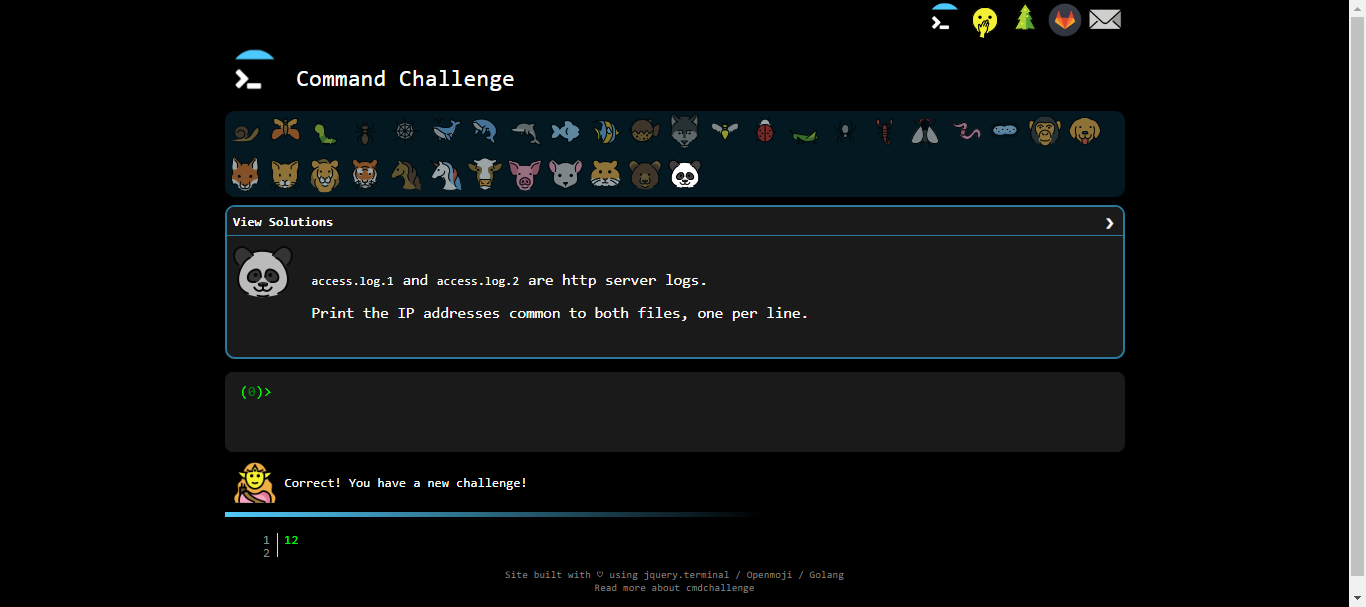 Command Challenge
View Solutions
access.log.1 and access.log.2 are http server logs.
Print the IP addresses common to both files, one per line.
(0)>
Correct! You have a new challenge!
1 12
2
Site built with ♡ using jquery.terminal / Openmoji / Golang
Read more about cmdchallenge